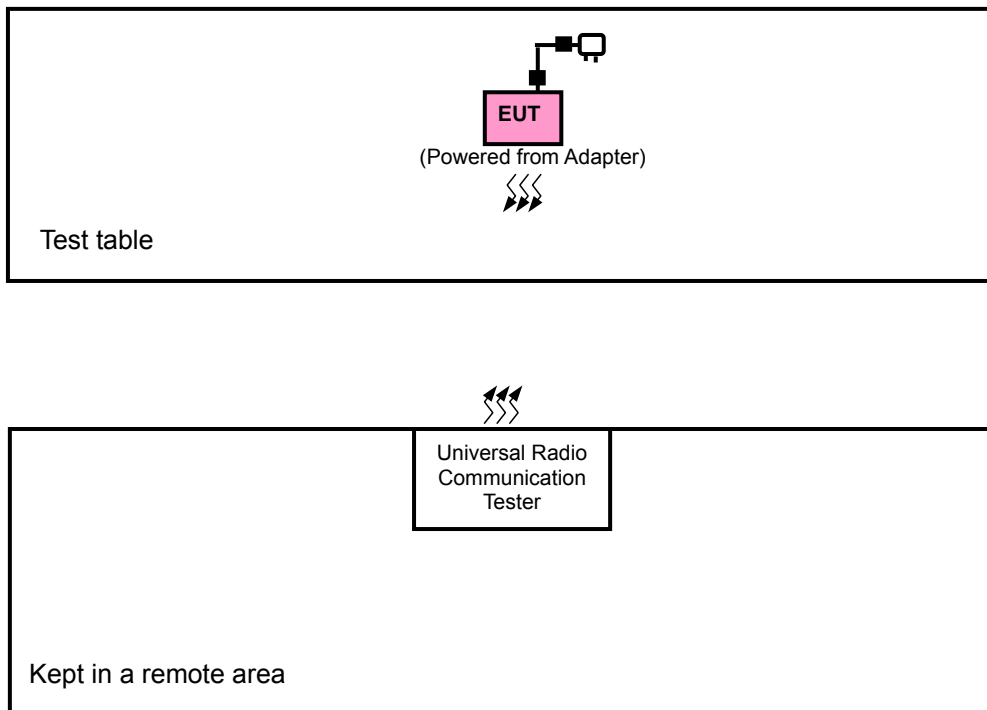 EUT
(Powered from Adapter)
Test table
Universal Radio
Communication
Tester
Kept in a remote area